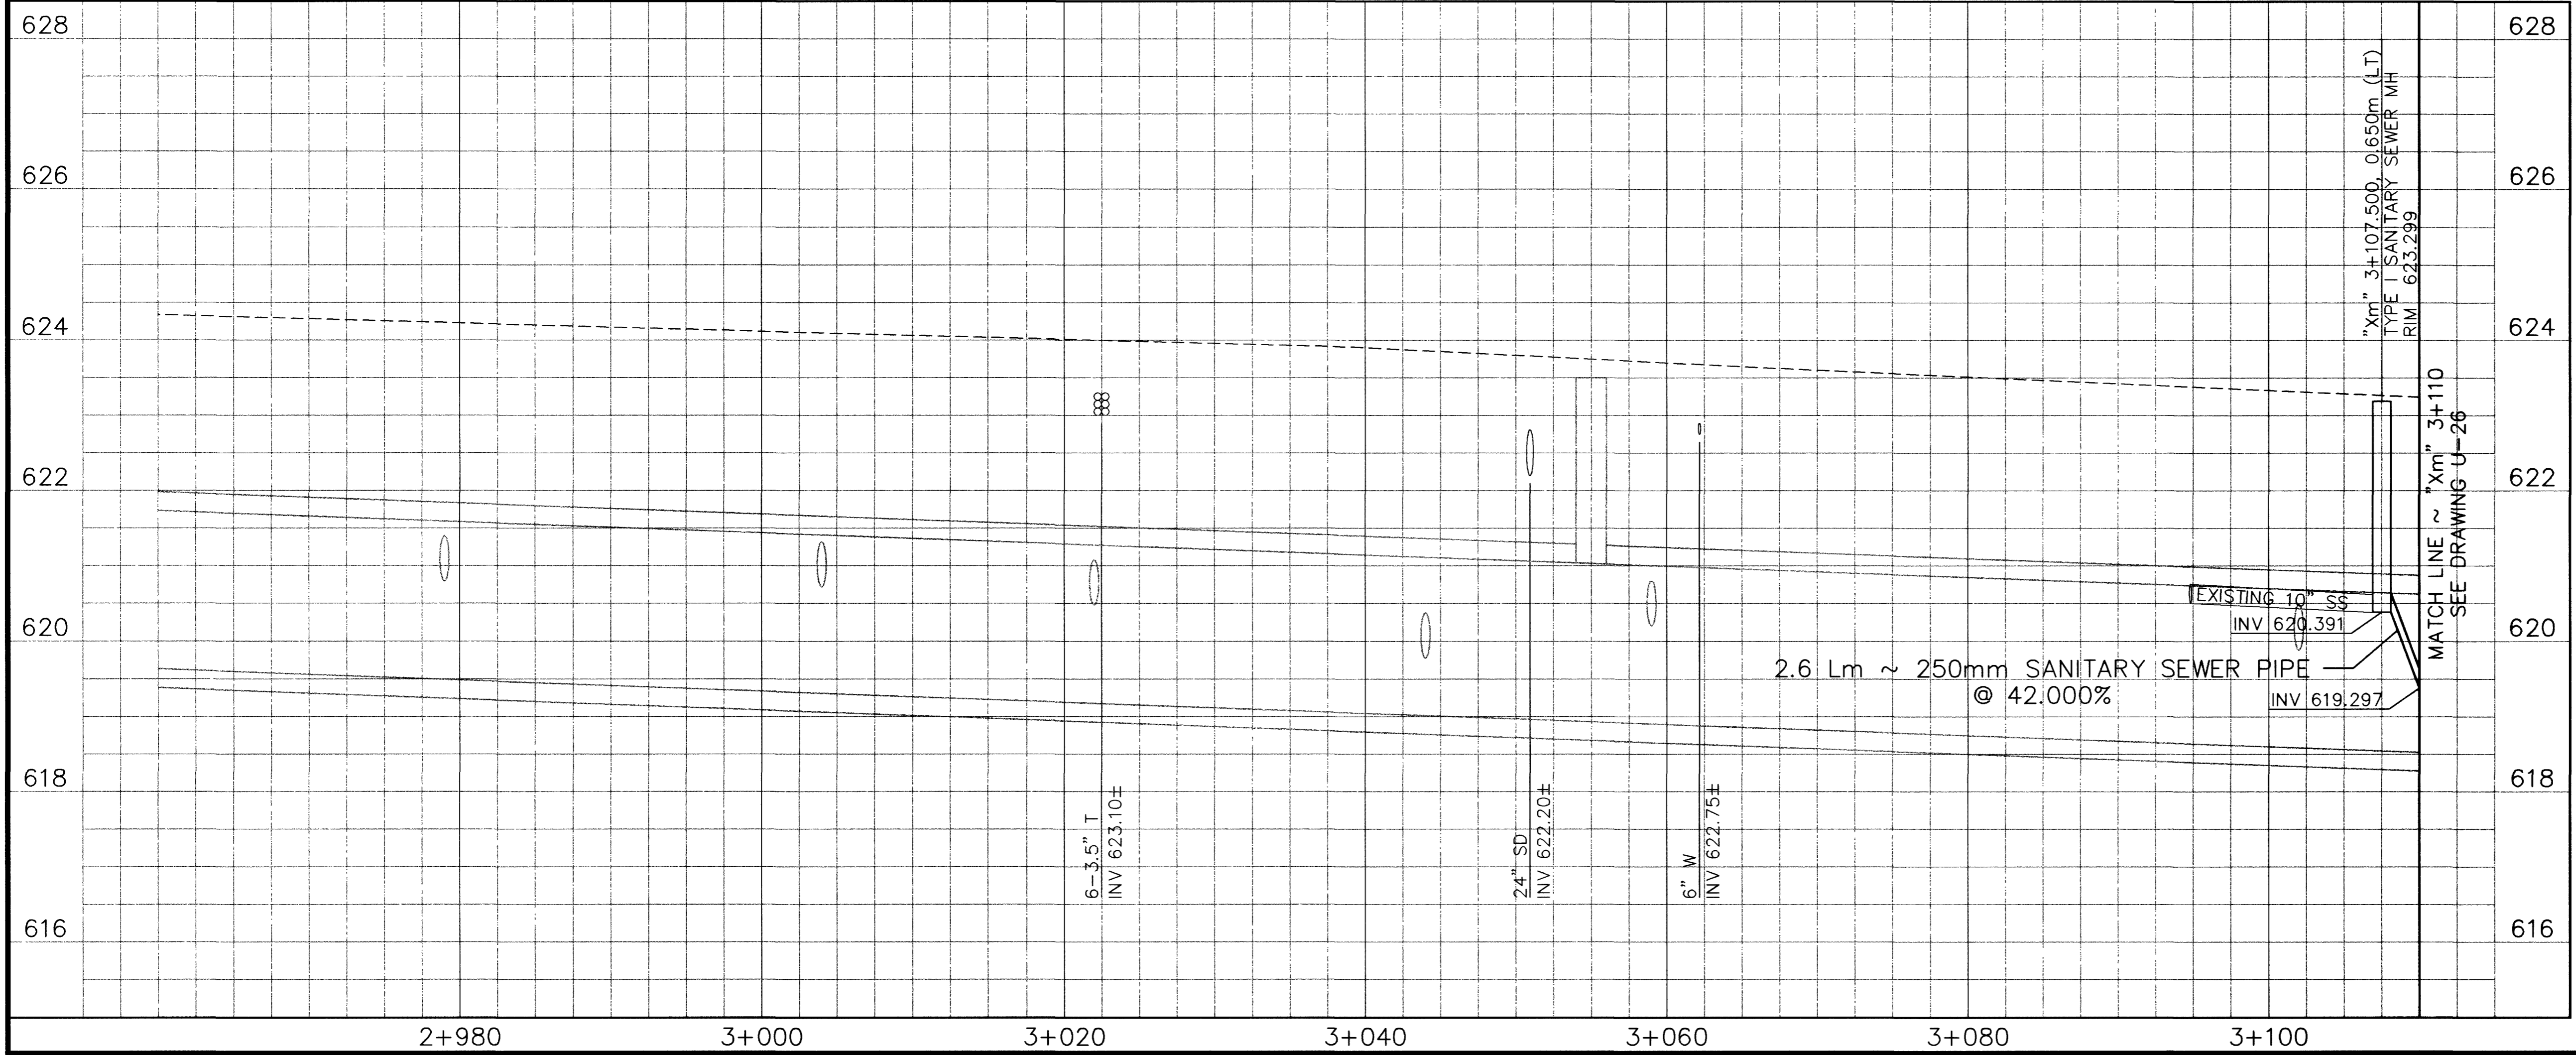 628
628
626
626
624
624
622
622
620
620
618
618
616
616
"Xm" 3+107.500, 0.650m (LT)
TYPE I SANITARY SEWER MH
RIM 623.299
MATCH LINE ~ "Xm" 3+110
SEE DRAWING U-26
EXISTING 10" SS
INV 620.391
2.6 Lm ~ 250mm SANITARY SEWER PIPE
@ 42.000%
INV 619.297
6-3.5" T
INV 623.10±
24" SD
INV 622.20±
6" W
INV 622.75±
2+980
3+000
3+020
3+040
3+060
3+080
3+100